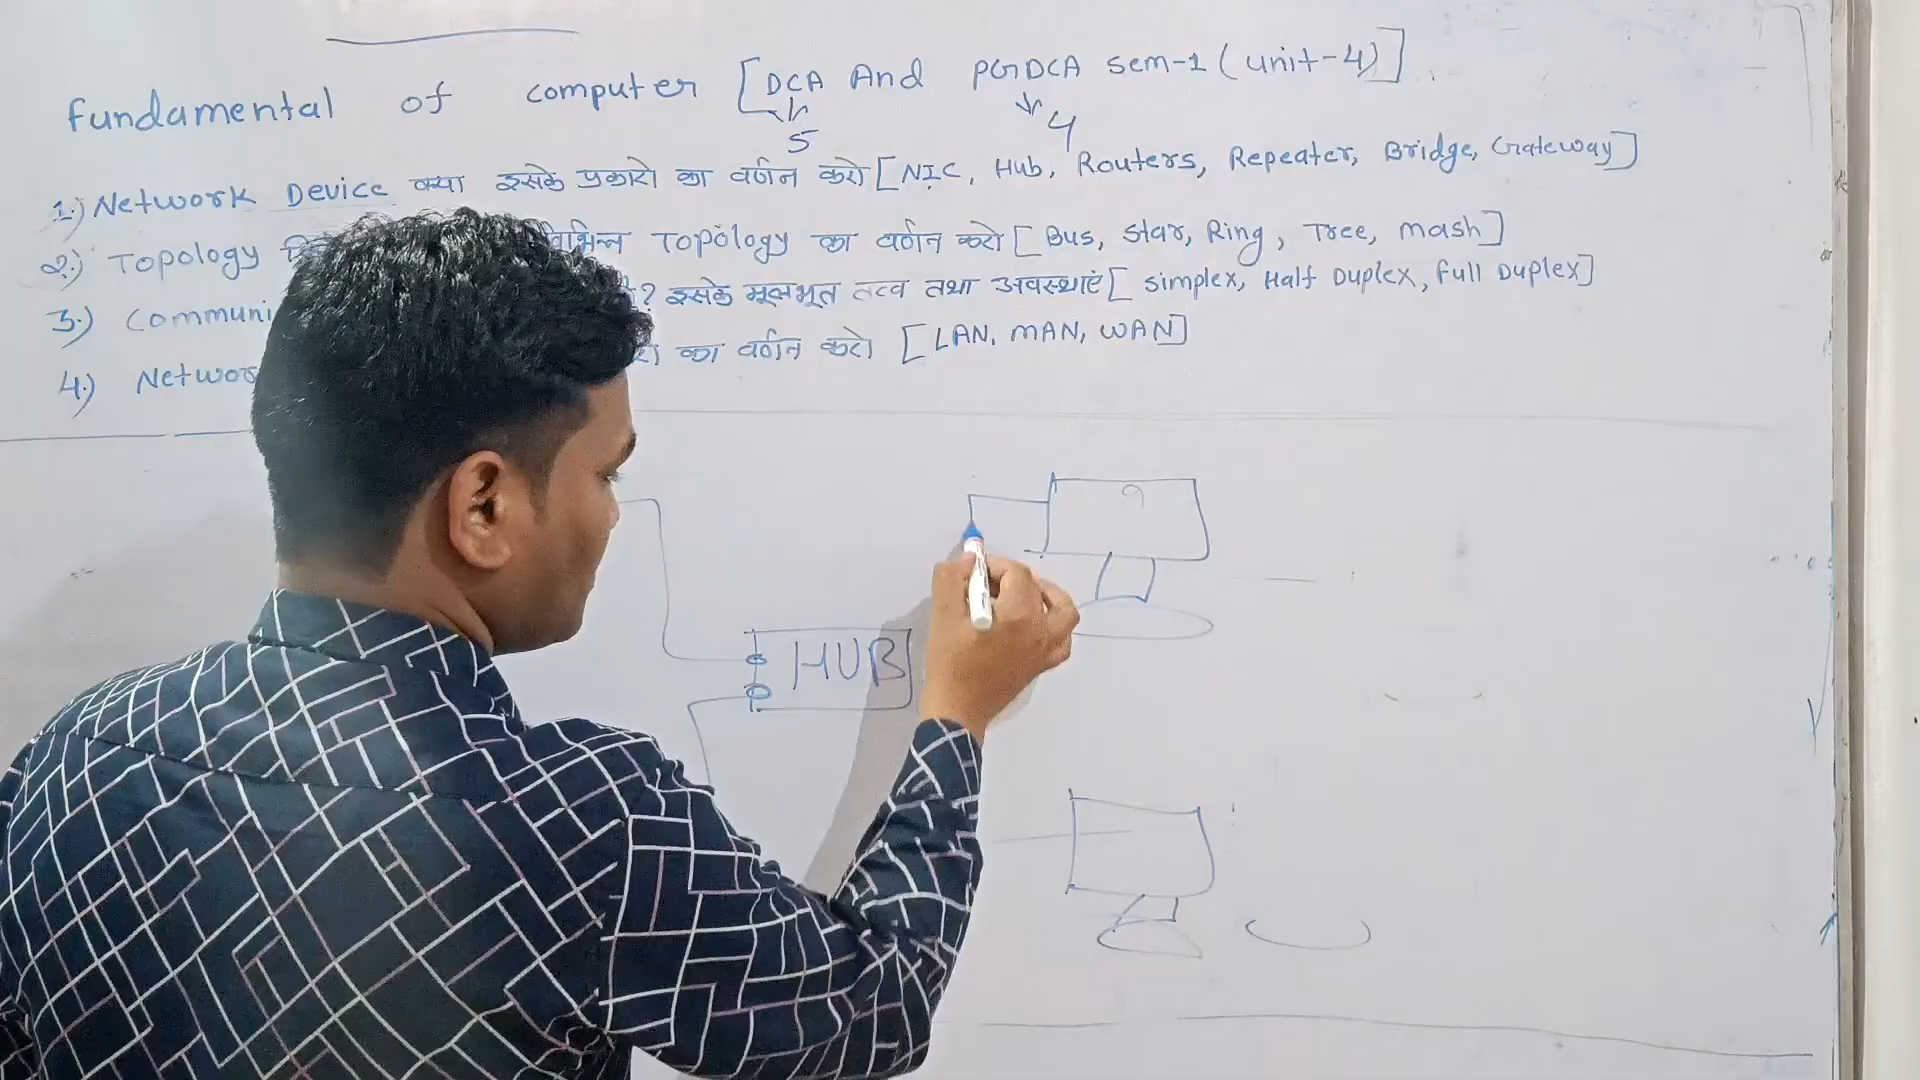 Fundamental of computer [DCA And PGDCA sem-1 (unit-4)]
5 4
1.) Network Device क्या इसके प्रकारो का वर्णन करो [NIC, Hub, Routers, Repeater, Bridge, Gateway]
2.) Topology विभिन्न Topology का वर्णन करो [Bus, Star, Ring, Tree, mash]
3.) Communi ? इसके मूलभूत तत्व तथा अवस्थाएं [simplex, Half Duplex, Full Duplex]
4.) Network का वर्णन करो [LAN, MAN, WAN]
HUB